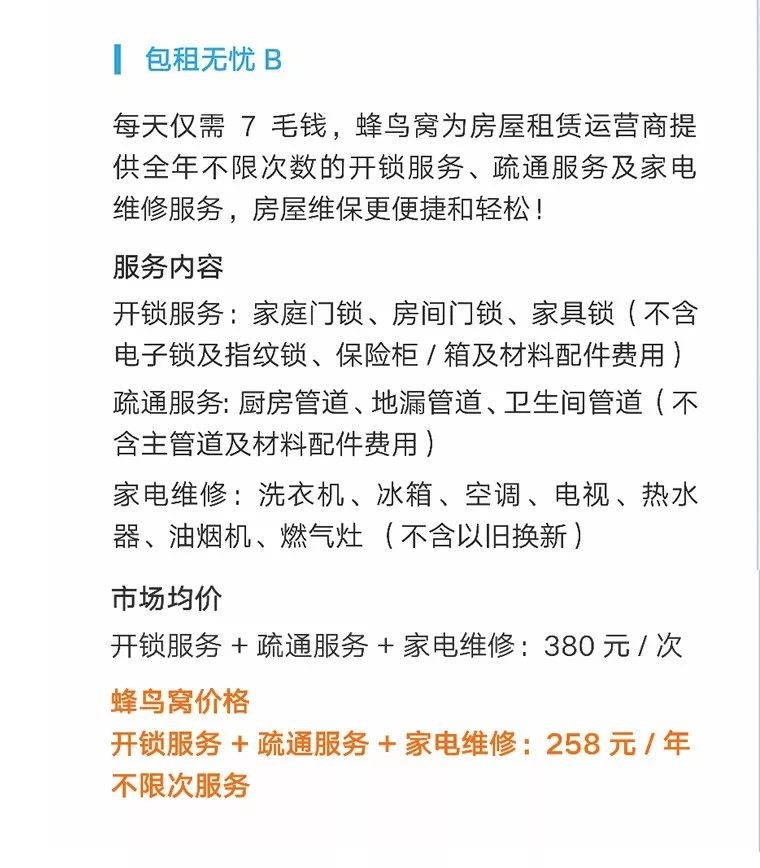 包租无忧 B
每天仅需 7 毛钱，蜂鸟窝为房屋租赁运营商提
供全年不限次数的开锁服务、疏通服务及家电
维修服务，房屋维保更便捷和轻松！
服务内容
开锁服务：家庭门锁、房间门锁、家具锁（不含
电子锁及指纹锁、保险柜 / 箱及材料配件费用）
疏通服务：厨房管道、地漏管道、卫生间管道（不
含主管道及材料配件费用）
家电维修：洗衣机、冰箱、空调、电视、热水
器、油烟机、燃气灶 （不含以旧换新）
市场均价
开锁服务 + 疏通服务 + 家电维修：380 元 / 次
蜂鸟窝价格
开锁服务 + 疏通服务 + 家电维修：258 元 / 年
不限次服务